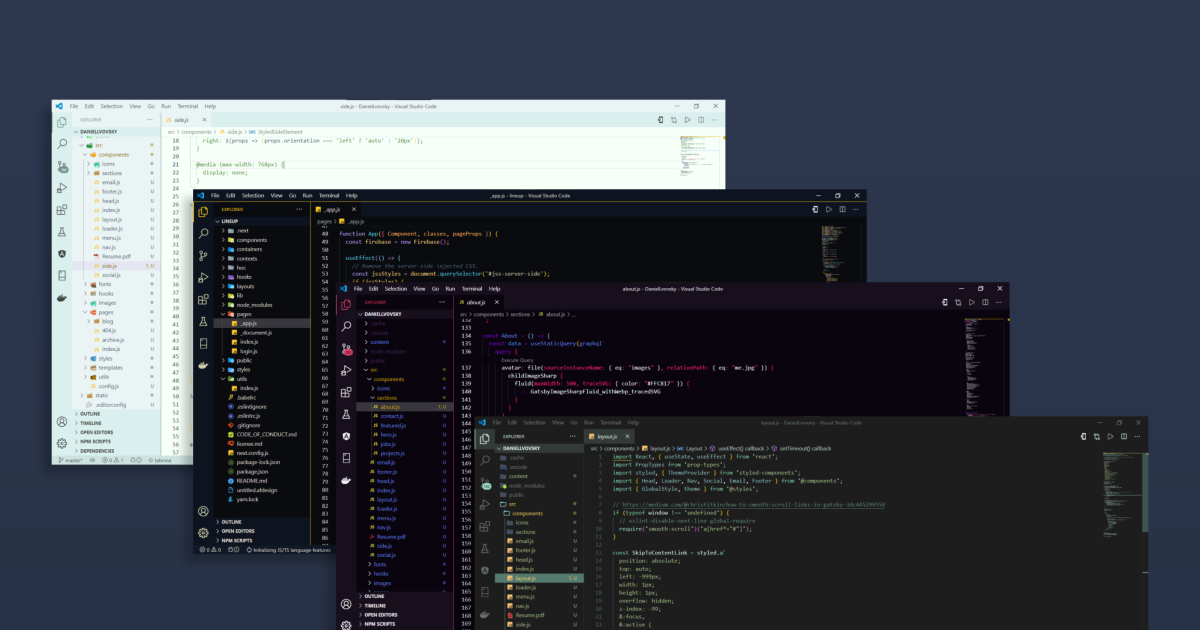 File Edit Selection View Go Run Terminal Help
side.js - DanielLvovsky - Visual Studio Code
EXPLORER
side.js
DANIELLVOVSKY
src > components > side.js > StyledSideElement
src
components
icons
sections
email.js
footer.js
head.js
index.js
layout.js
loader.js
menu.js
nav.js
Resume.pdf
side.js
social.js
fonts
hooks
images
pages
blog
404.js
archive.js
index.js
styles
templates
utils
config.js
static
.editorconfig
OUTLINE
TIMELINE
OPEN EDITORS
NPM SCRIPTS
DEPENDENCIES
18 right: ${props => (props.orientation === 'left' ? 'auto' : '20px')};
19 }
20
21 @media (max-width: 768px) {
22 display: none;
23 }
File Edit Selection View Go Run Terminal Help
_app.js - lineup - Visual Studio Code
EXPLORER
_app.js
LINEUP
pages > _app.js
.next
components
containers
contexts
hoc
hooks
layouts
lib
node_modules
pages
_app.js
_document.js
index.js
login.js
public
styles
utils
index.js
.babelrc
.eslintignore
.eslintrc.js
.gitignore
CODE_OF_CONDUCT.md
license.md
next.config.js
package-lock.json
package.json
README.md
untitled.afdesign
yarn.lock
OUTLINE
OPEN EDITORS
NPM SCRIPTS
Initializing JS/TS language features
48 function App({ Component, classes, pageProps }) {
49 const firebase = new Firebase();
50
51 useEffect(() => {
52 // Remove the server-side injected CSS.
53 const jssStyles = document.querySelector('#jss-server-side');
File Edit Selection View Go Run Terminal Help
about.js - DanielLvovsky - Visual Studio Code
EXPLORER
about.js
DANIELLVOVSKY
src > components > sections > about.js > ...
.cache
.vscode
content
node_modules
public
src
components
icons
sections
about.js
contact.js
featured.js
hero.js
jobs.js
projects.js
email.js
footer.js
head.js
index.js
layout.js
loader.js
menu.js
nav.js
Resume.pdf
side.js
social.js
fonts
hooks
images
OUTLINE
TIMELINE
OPEN EDITORS
NPM SCRIPTS
133
134 const About = () => {
135 const data = useStaticQuery(graphql`
136 query {
Execute Query
137 avatar: file(sourceInstanceName: { eq: "images" }, relativePath: { eq: "me.jpg" }) {
138 childImageSharp {
139 fluid(maxWidth: 500, traceSVG: { color: "#FFC017" }) {
140 GatsbyImageSharpFluid_withWebp_tracedSVG
141 }
142 }
143 }
File Edit Selection View Go Run Terminal Help
layout.js - DanielLvovsky - Visual Studio Code
EXPLORER
layout.js
DANIELLVOVSKY
src > components > layout.js > Layout > useEffect() callback > setTimeout() callback
.cache
.vscode
content
node_modules
public
src
components
icons
sections
email.js
footer.js
head.js
index.js
layout.js
loader.js
menu.js
nav.js
Resume.pdf
side.js
1 import React, { useState, useEffect } from 'react';
2 import PropTypes from 'prop-types';
3 import styled, { ThemeProvider } from 'styled-components';
4 import { Head, Loader, Nav, Social, Email, Footer } from '@components';
5 import { GlobalStyle, theme } from '@styles';
6
8 if (typeof window !== 'undefined') {
9 // eslint-disable-next-line global-require
10 require('smooth-scroll')('a[href*="#"]');
11 }
12
13 const SkipToContentLink = styled.a`
14 position: absolute;
15 top: auto;
16 left: -999px;
17 width: 1px;
18 height: 1px;
19 overflow: hidden;
20 z-index: -99;
21 &:focus,
22 &:active {